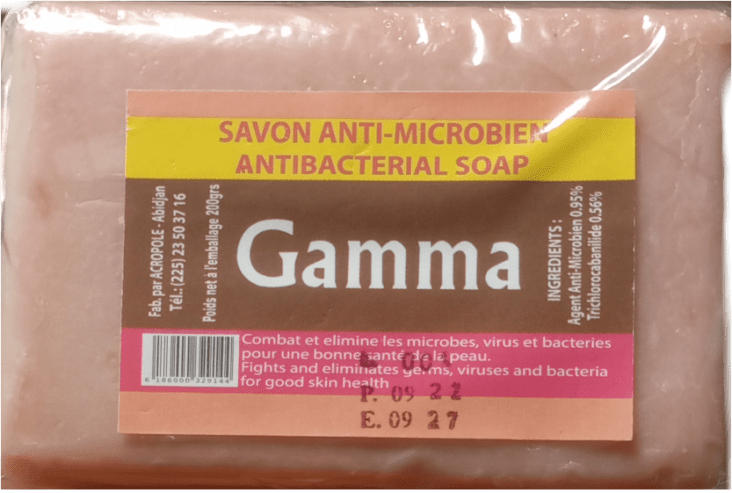 SAVON ANTI-MICROBIEN
ANTIBACTERIAL SOAP
Fab. par ACROPOLE - Abidjan
Tél.: (225) 23 50 37 16
Poids net à l'emballage 200grs
Gamma
INGREDIENTS :
Agent Anti-Microbien 0.95%
Trichlorocabanilide 0.56%
6 186000 329144
Combat et elimine les microbes, virus et bacteries
pour une bonne santé de la peau.
Fights and eliminates germs, viruses and bacteria
for good skin health
P. 09 22
E. 09 27